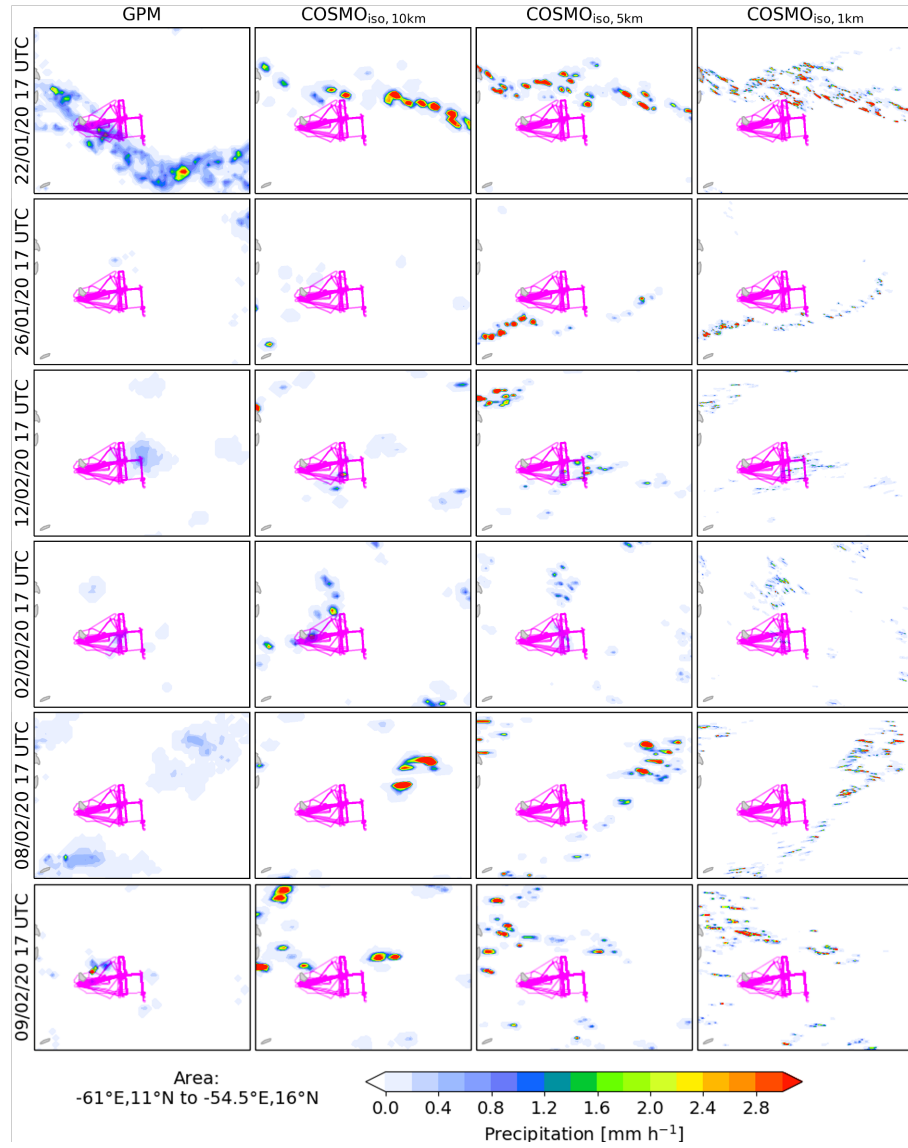 GPM COSMOiso, 10km COSMOiso, 5km COSMOiso, 1km
22/01/20 17 UTC
26/01/20 17 UTC
12/02/20 17 UTC
02/02/20 17 UTC
08/02/20 17 UTC
09/02/20 17 UTC
Area:
-61°E,11°N to -54.5°E,16°N
0.0 0.4 0.8 1.2 1.6 2.0 2.4 2.8
Precipitation [mm h⁻¹]